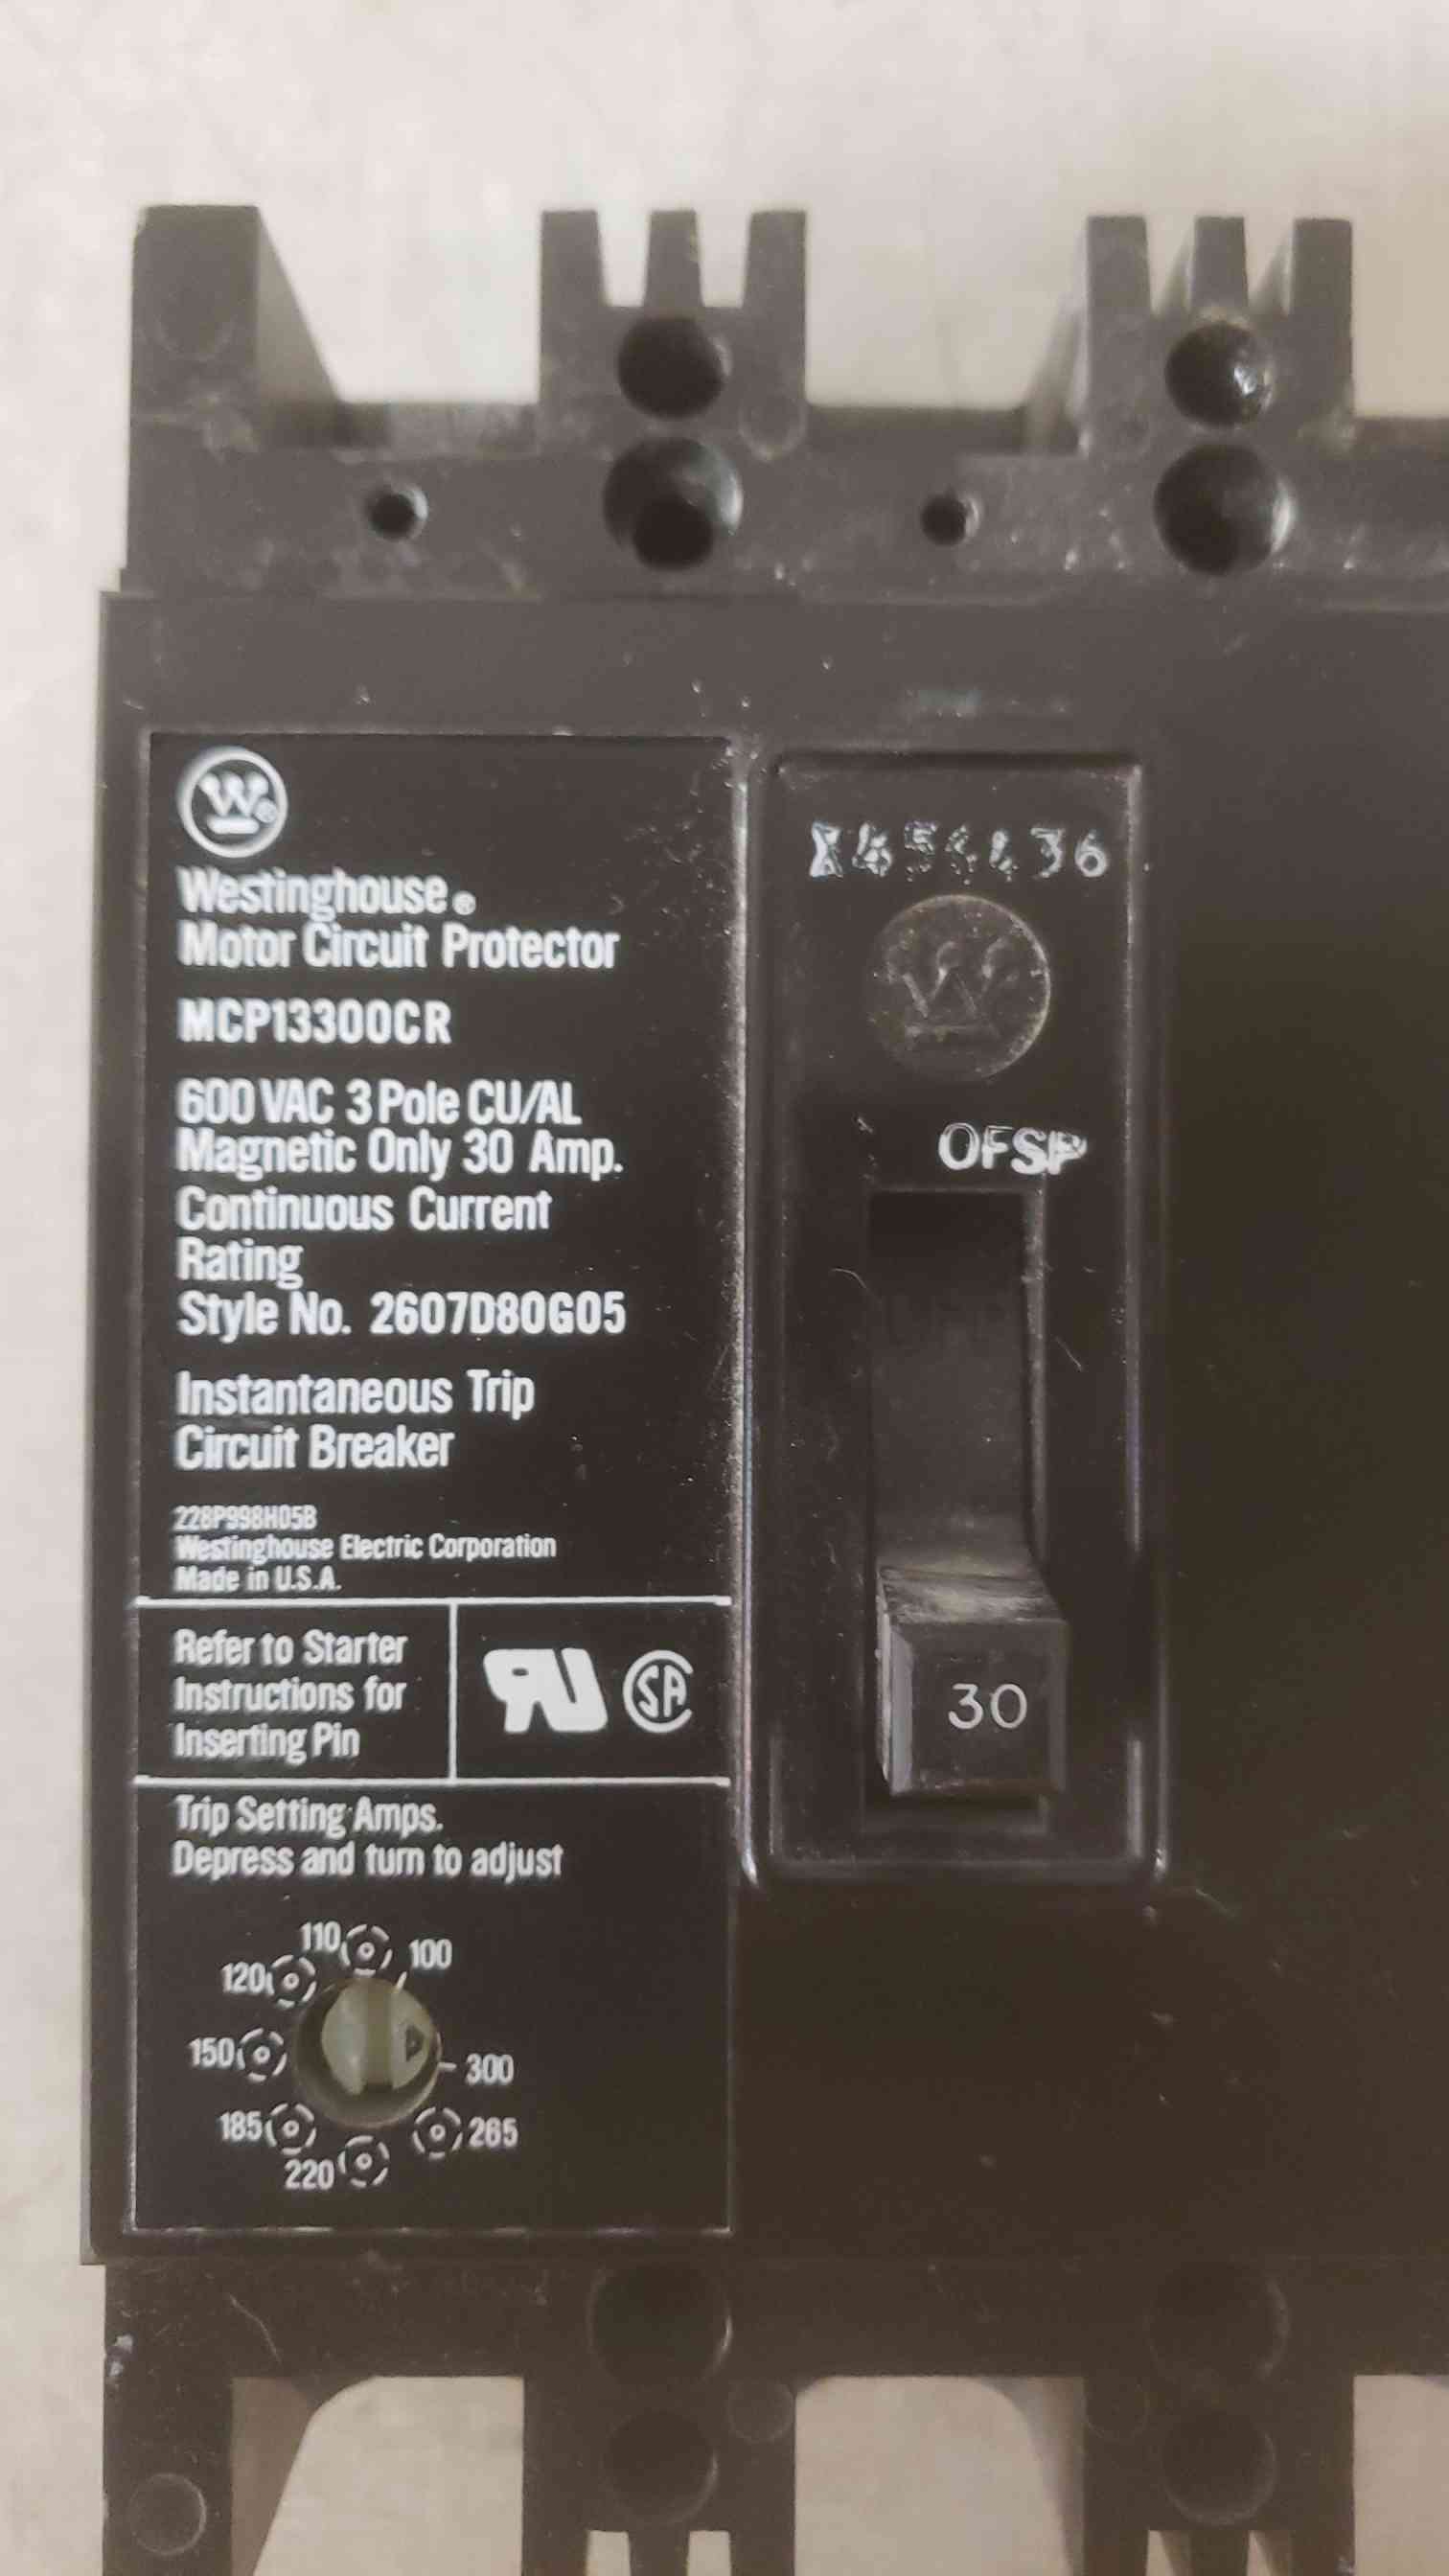 Westinghouse®
Motor Circuit Protector
MCP13300CR
600 VAC 3 Pole CU/AL
Magnetic Only 30 Amp.
Continuous Current
Rating
Style No. 2607D80G05
Instantaneous Trip
Circuit Breaker
228P998H05B
Westinghouse Electric Corporation
Made in U.S.A.
Refer to Starter
Instructions for
Inserting Pin
Trip Setting Amps.
Depress and turn to adjust
110
100
120
150
300
185
265
220
OFSP
30